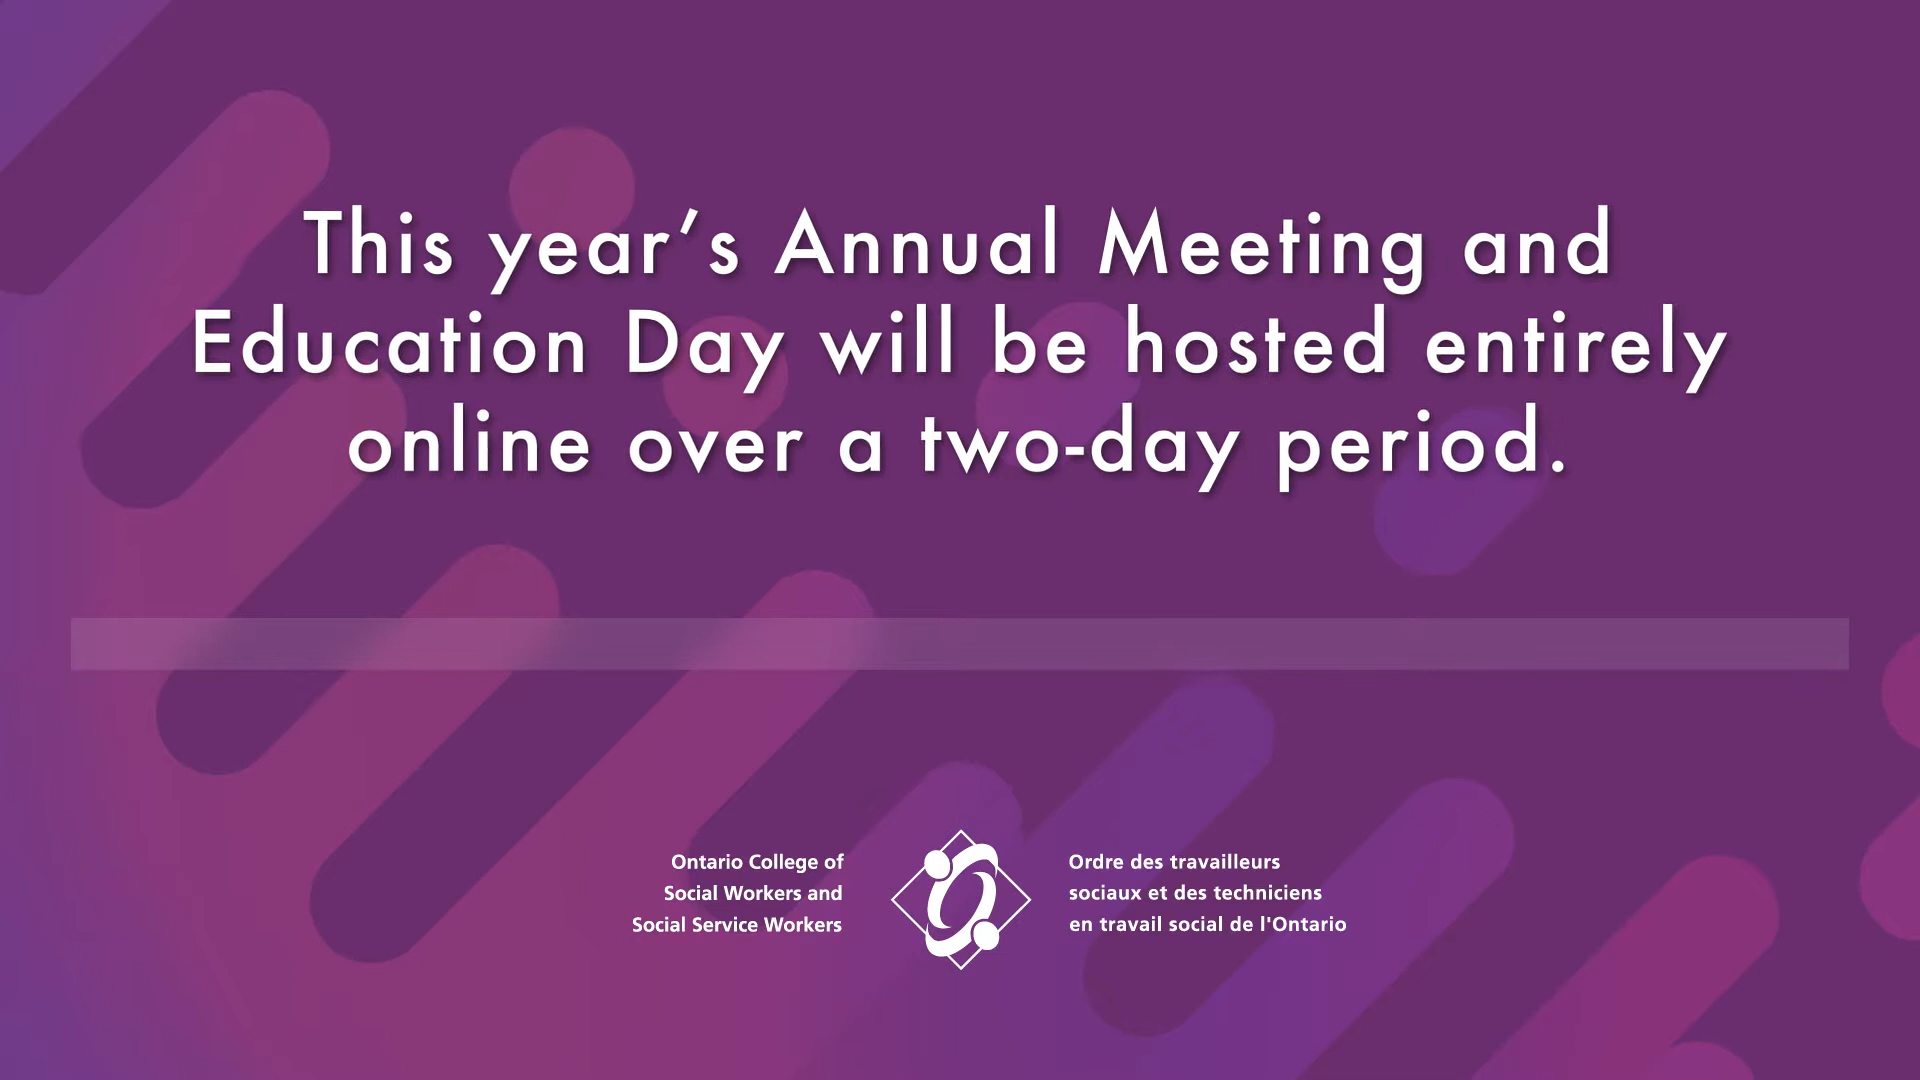 This year’s Annual Meeting and
Education Day will be hosted entirely
online over a two-day period.
Ontario College of
Social Workers and
Social Service Workers
Ordre des travailleurs
sociaux et des techniciens
en travail social de l'Ontario